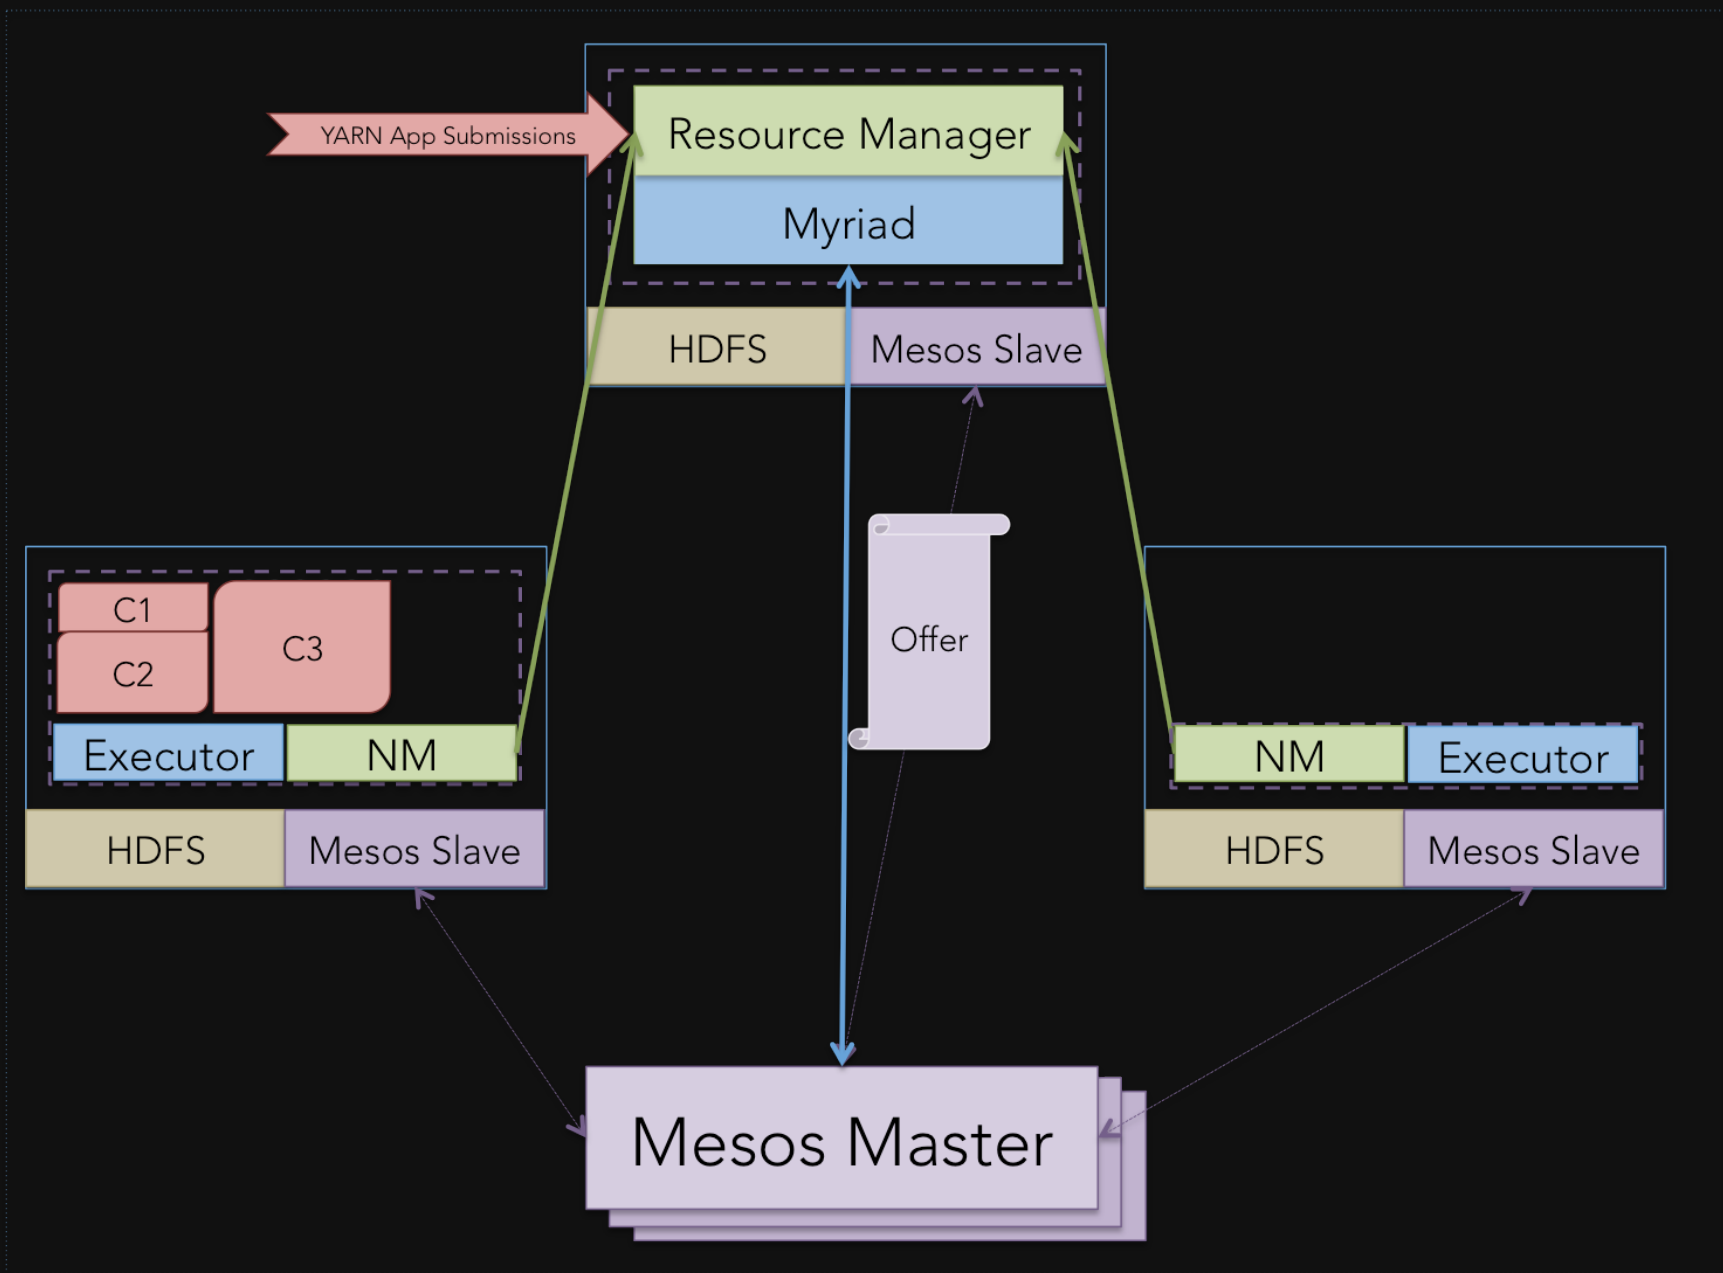 YARN App Submissions
Resource Manager
Myriad
HDFS
Mesos Slave
Offer
C1
C2
C3
Executor
NM
HDFS
Mesos Slave
NM
Executor
HDFS
Mesos Slave
Mesos Master